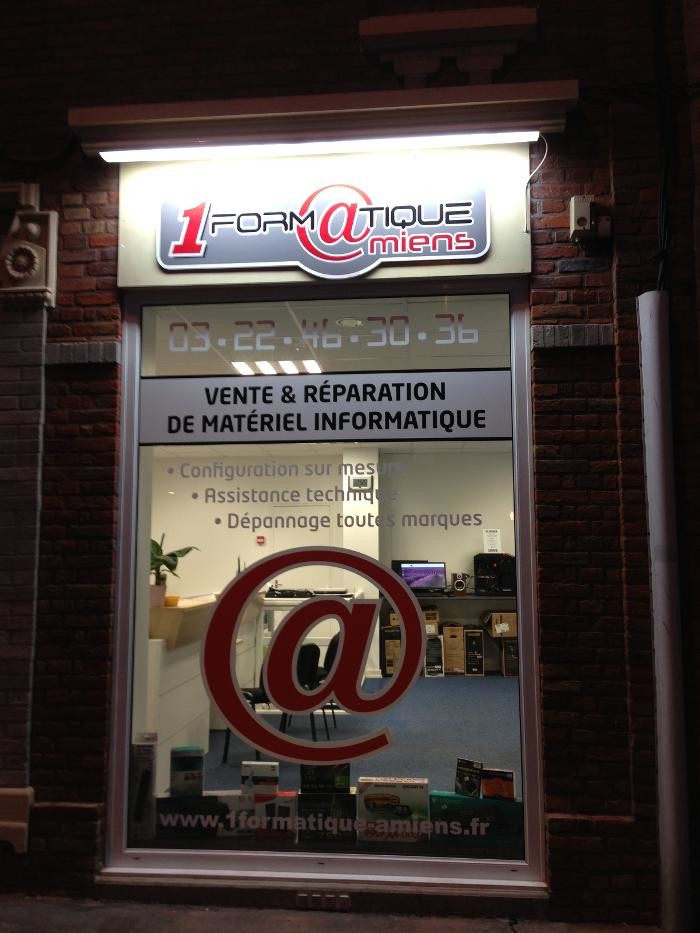 1FORM@TIQUE
@miens
03.22.46.30.36
VENTE & RÉPARATION
DE MATÉRIEL INFORMATIQUE
• Configuration sur mesure
• Assistance technique
• Dépannage toutes marques
@
www.1formatique-amiens.fr